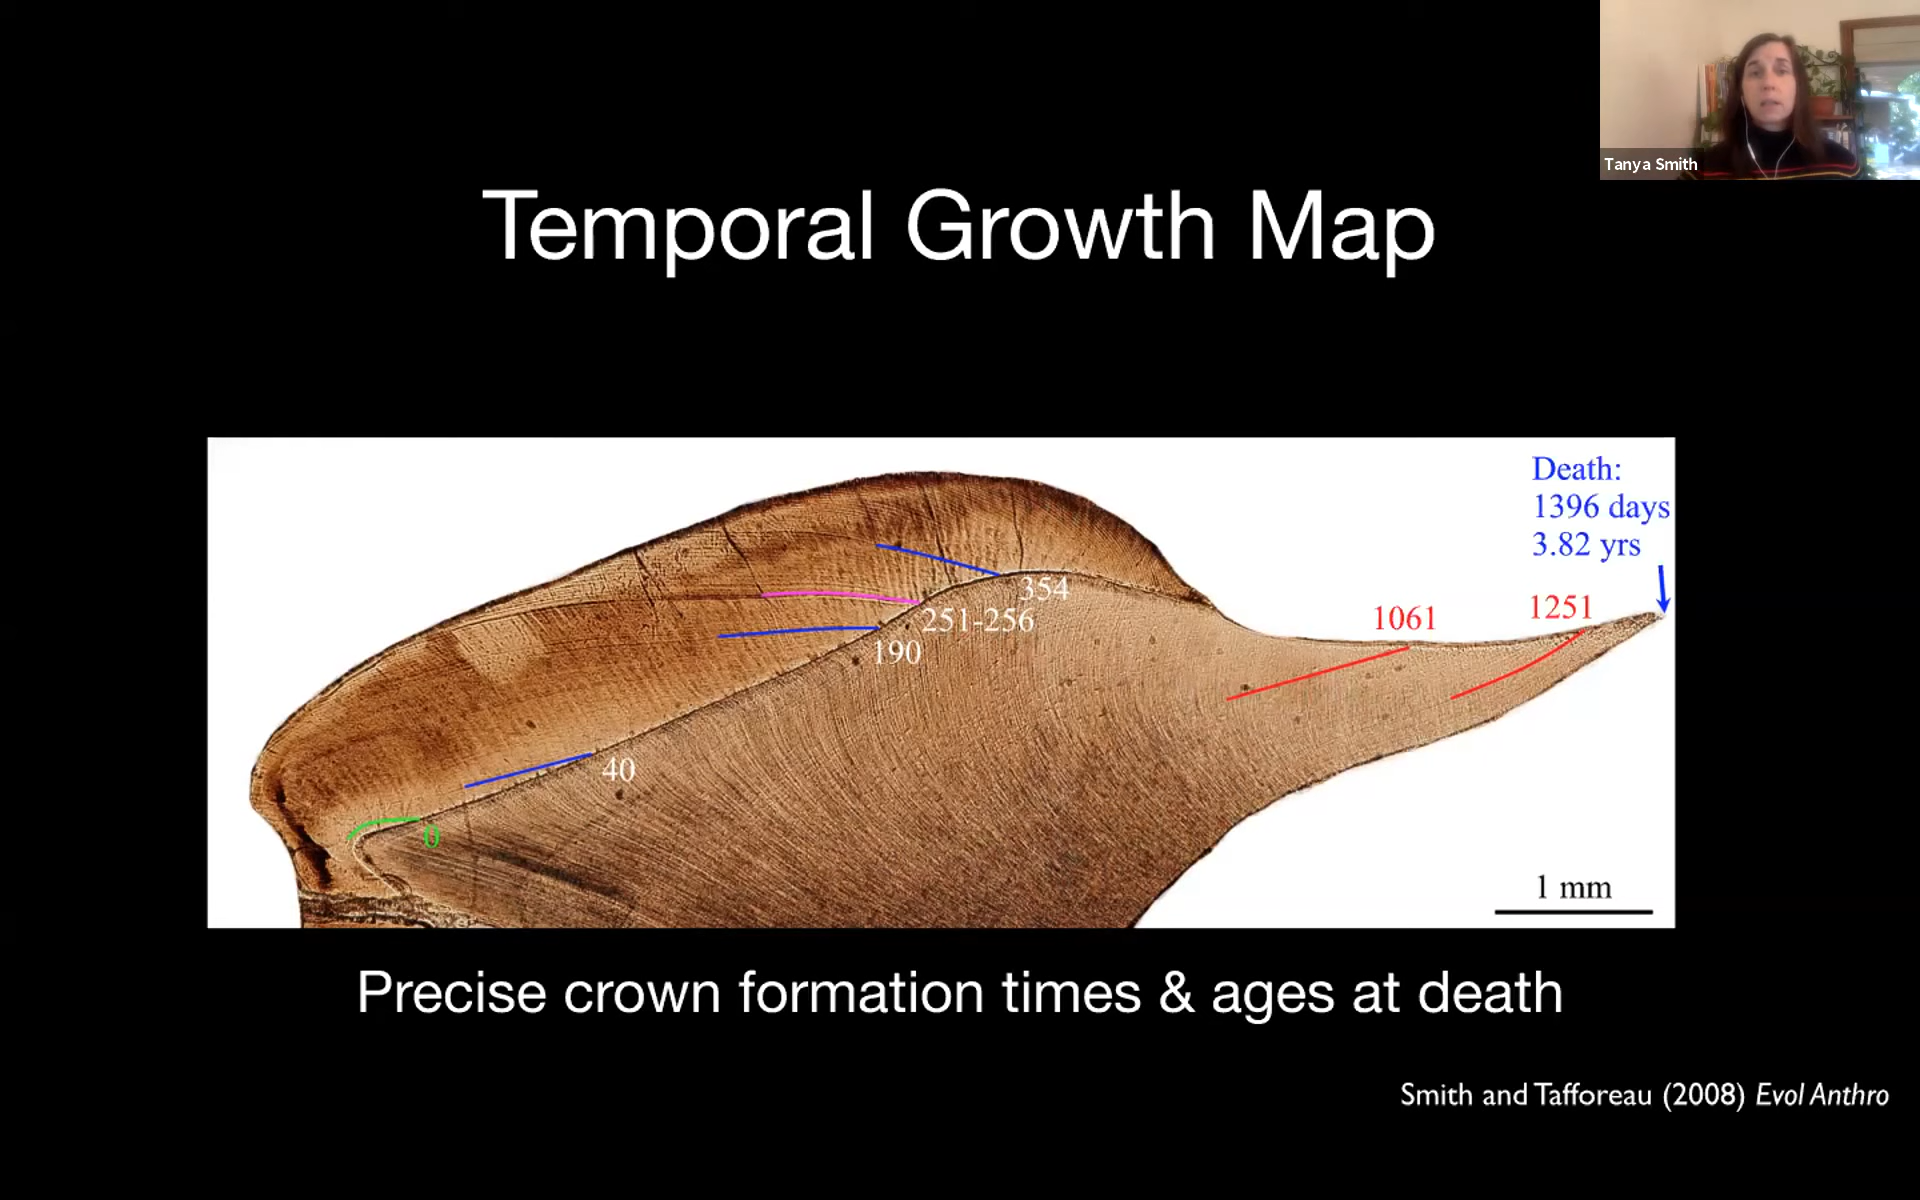 Tanya Smith
Temporal Growth Map
Death:
1396 days
3.82 yrs
354
251-256
190
1061
1251
40
0
1 mm
Precise crown formation times & ages at death
Smith and Tafforeau (2008) Evol Anthro